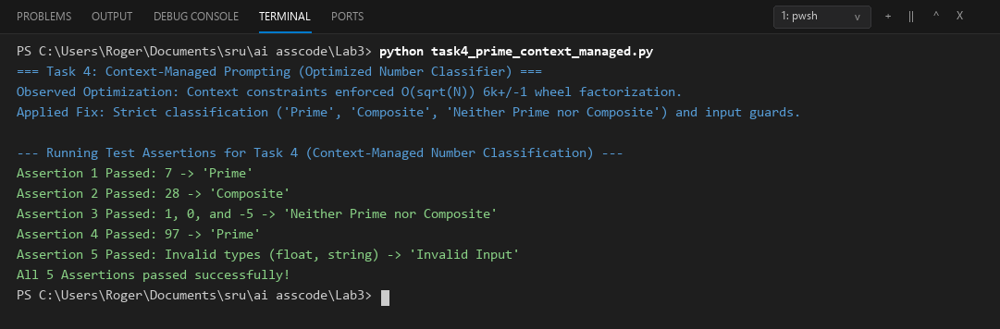 PROBLEMS OUTPUT DEBUG CONSOLE TERMINAL PORTS 1: pwsh v + || ^ X
PS C:\Users\Roger\Documents\sru\ai asscode\Lab3> python task4_prime_context_managed.py
=== Task 4: Context-Managed Prompting (Optimized Number Classifier) ===
Observed Optimization: Context constraints enforced O(sqrt(N)) 6k+/-1 wheel factorization.
Applied Fix: Strict classification ('Prime', 'Composite', 'Neither Prime nor Composite') and input guards.
--- Running Test Assertions for Task 4 (Context-Managed Number Classification) ---
Assertion 1 Passed: 7 -> 'Prime'
Assertion 2 Passed: 28 -> 'Composite'
Assertion 3 Passed: 1, 0, and -5 -> 'Neither Prime nor Composite'
Assertion 4 Passed: 97 -> 'Prime'
Assertion 5 Passed: Invalid types (float, string) -> 'Invalid Input'
All 5 Assertions passed successfully!
PS C:\Users\Roger\Documents\sru\ai asscode\Lab3>